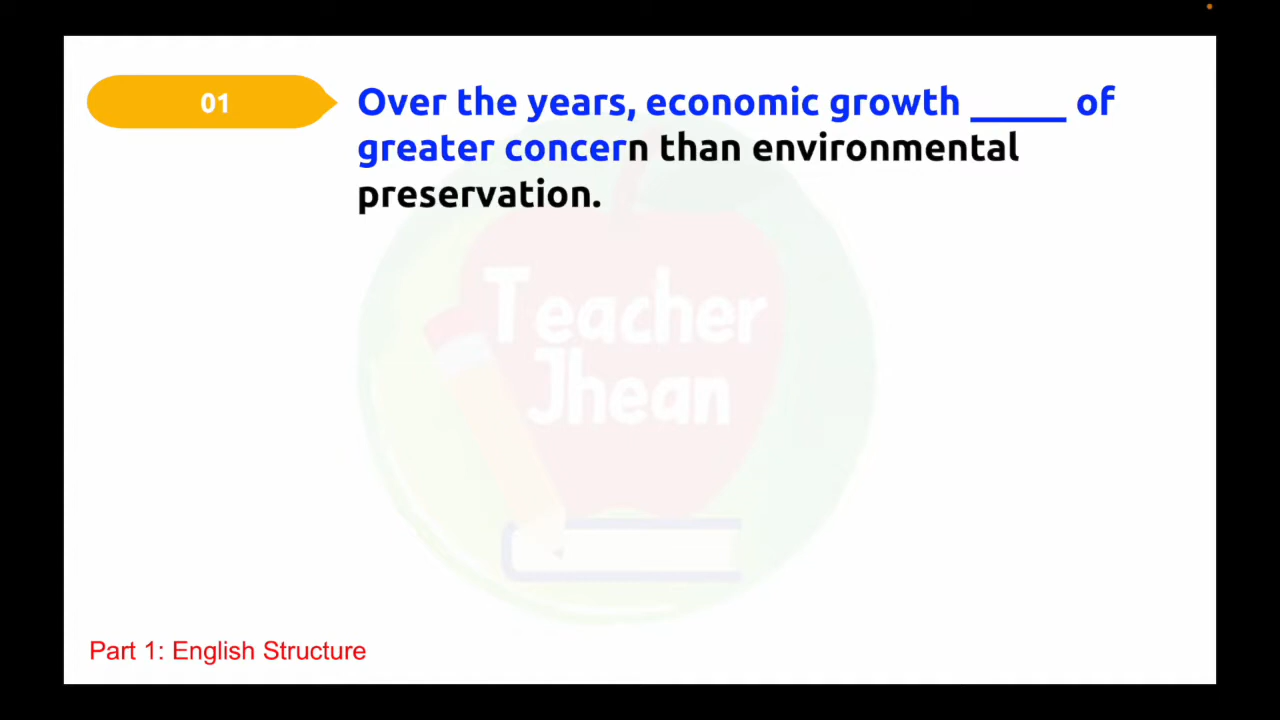 01
Over the years, economic growth _____ of
greater concern than environmental
preservation.
Teacher
Jhean
Part 1: English Structure